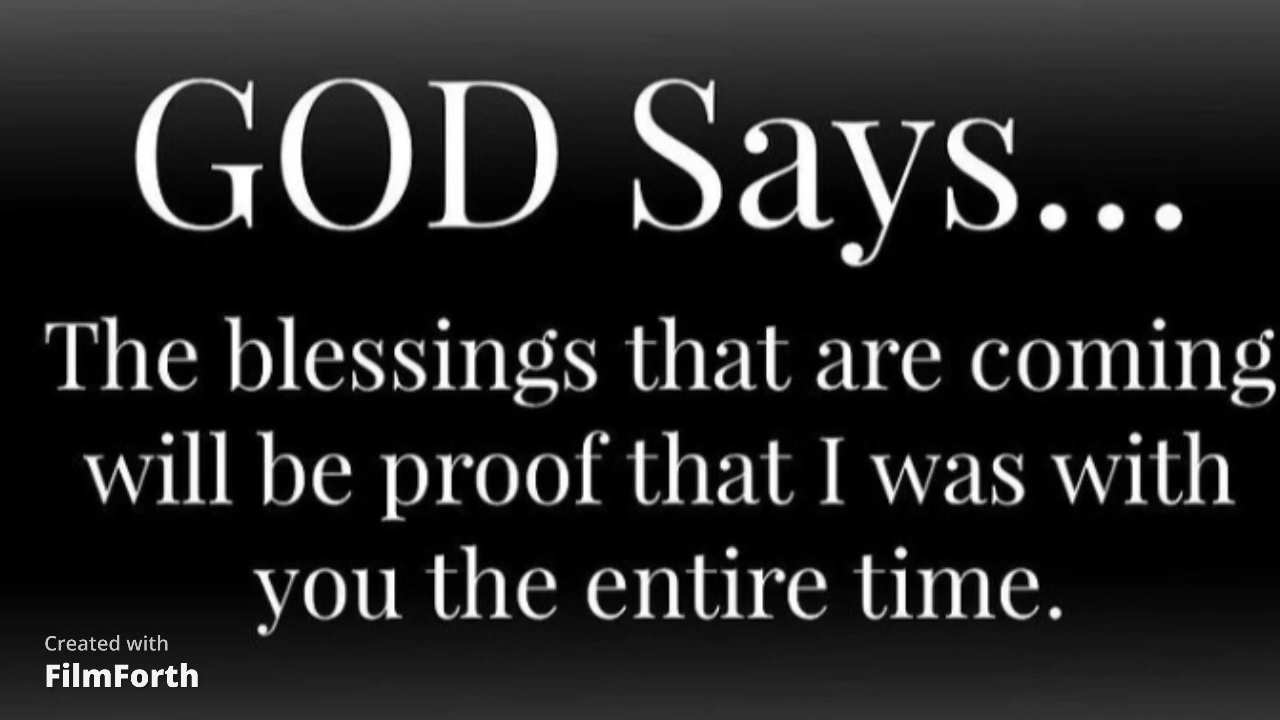 GOD Says...
The blessings that are coming
will be proof that I was with
you the entire time.
Created with
FilmForth